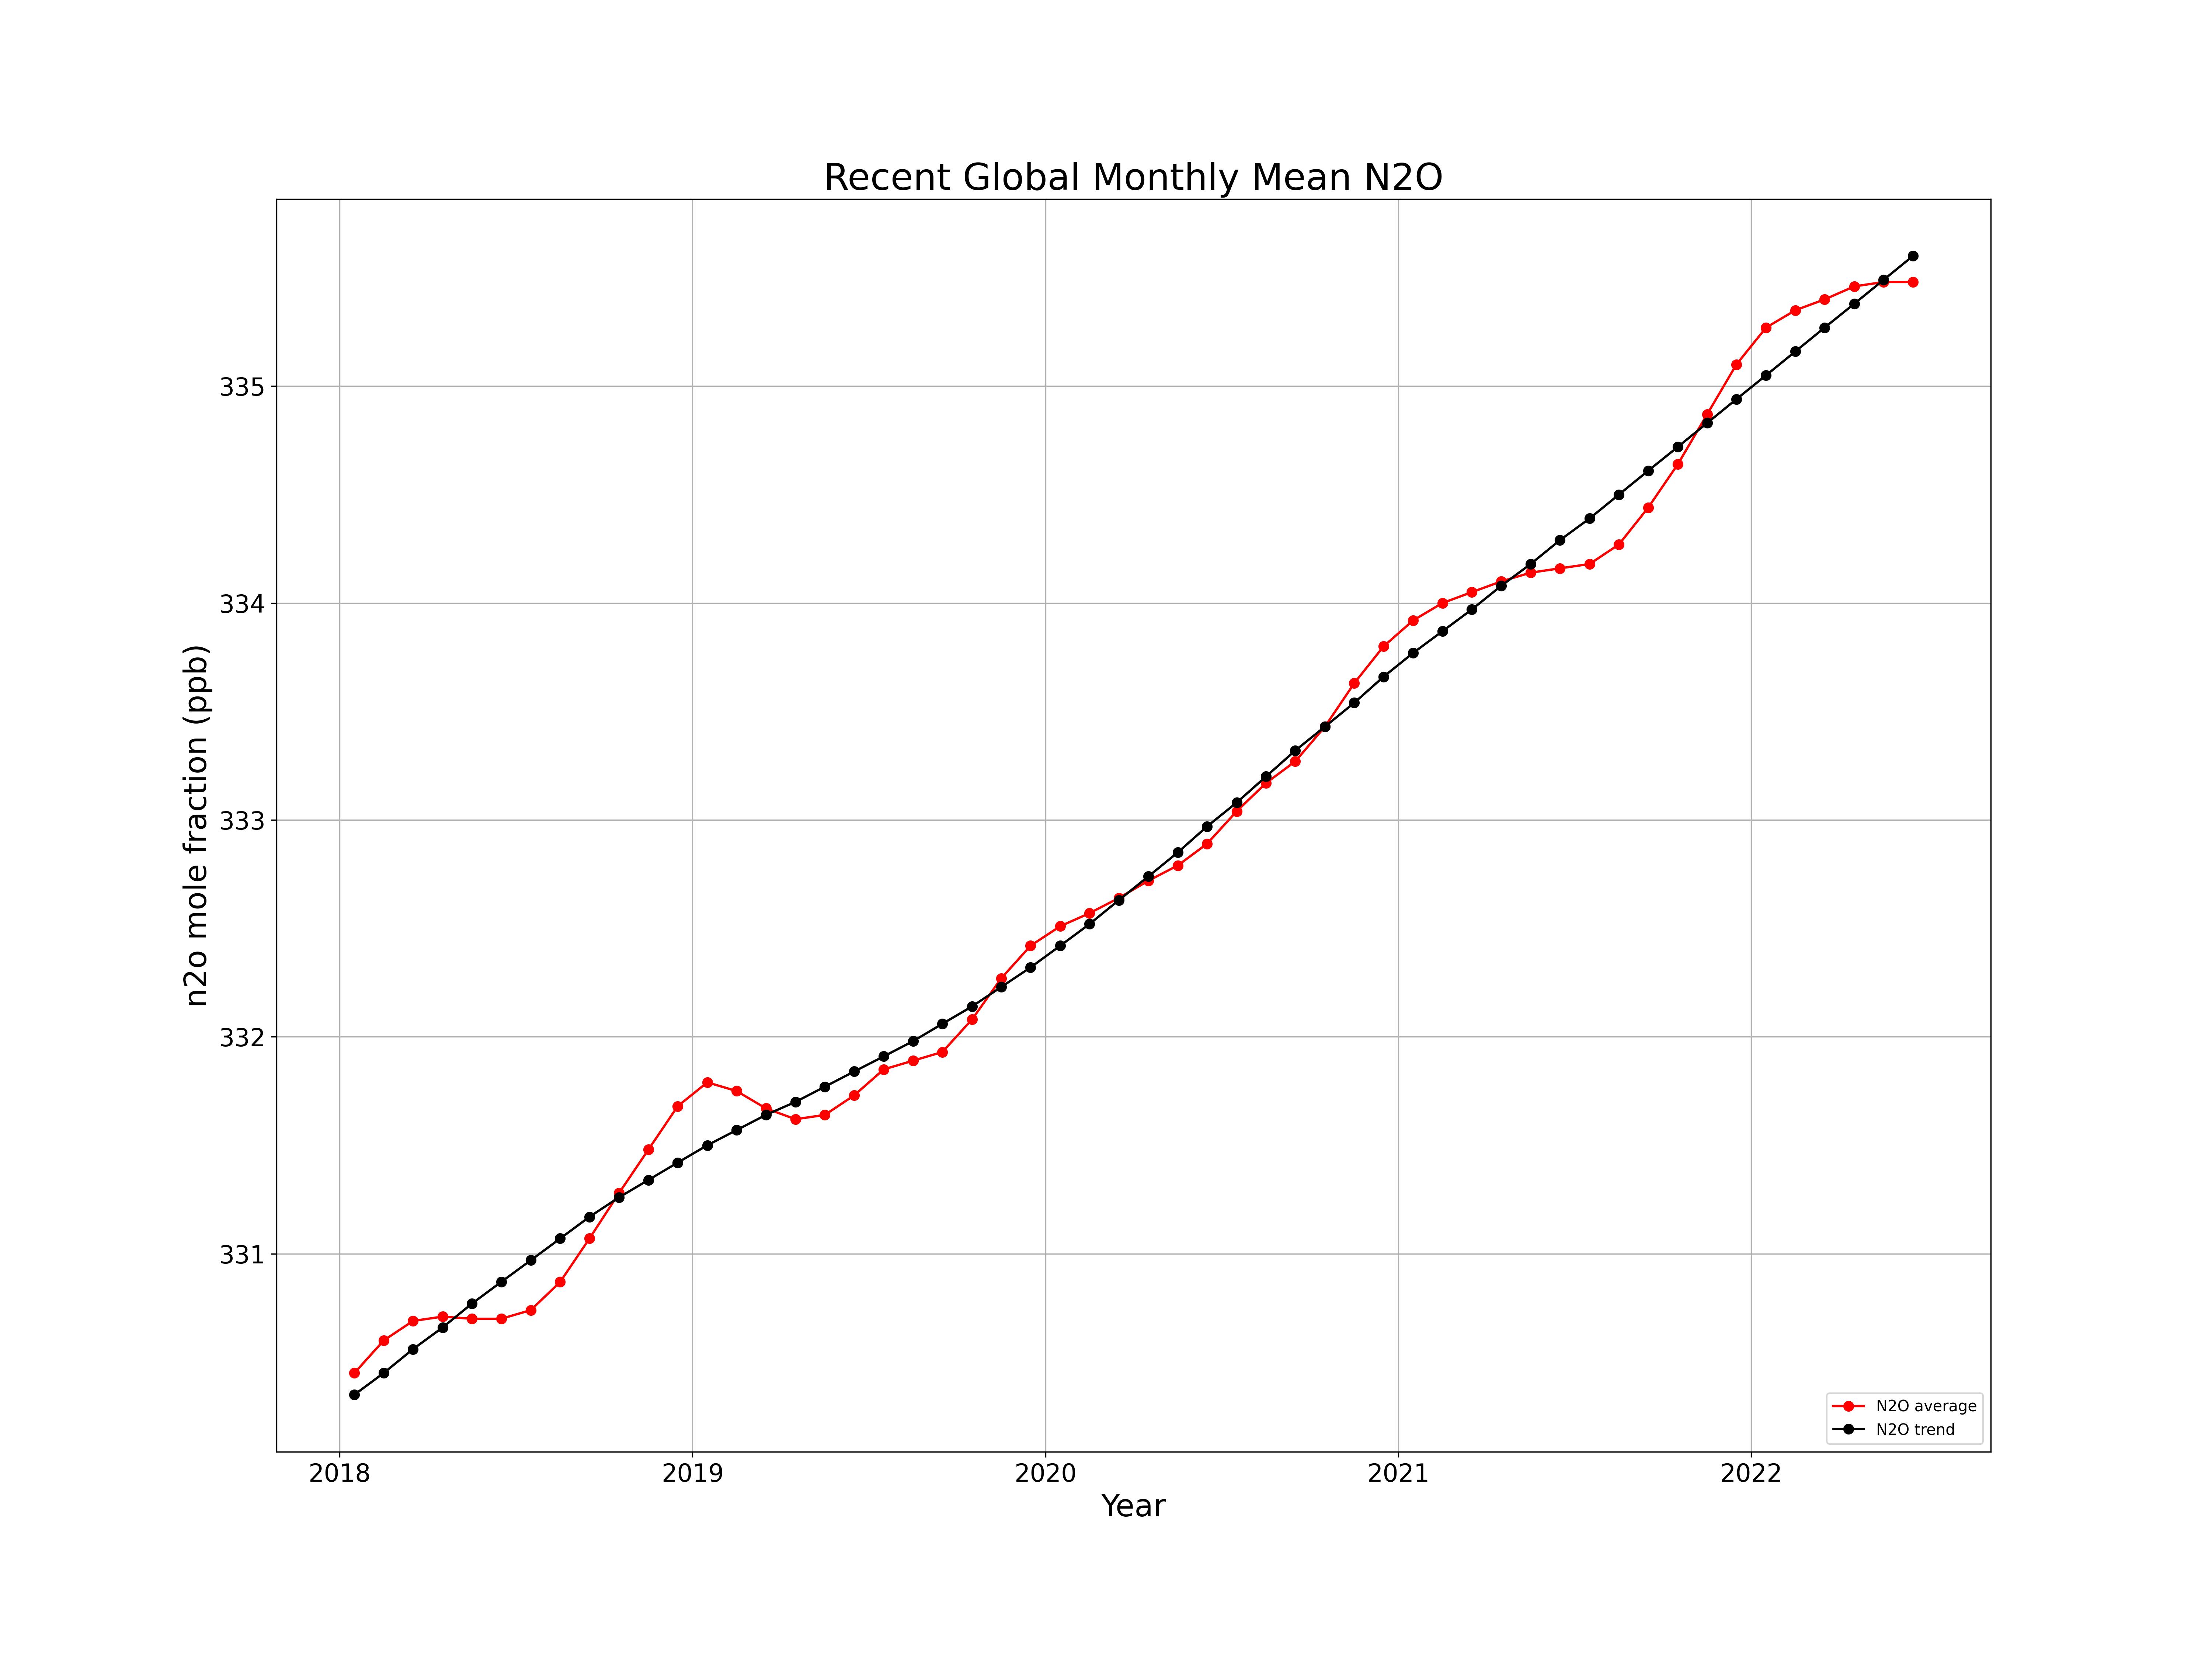 Recent Global Monthly Mean N2O
n2o mole fraction (ppb)
335
334
333
332
331
2018 2019 2020 2021 2022
Year
N2O average
N2O trend